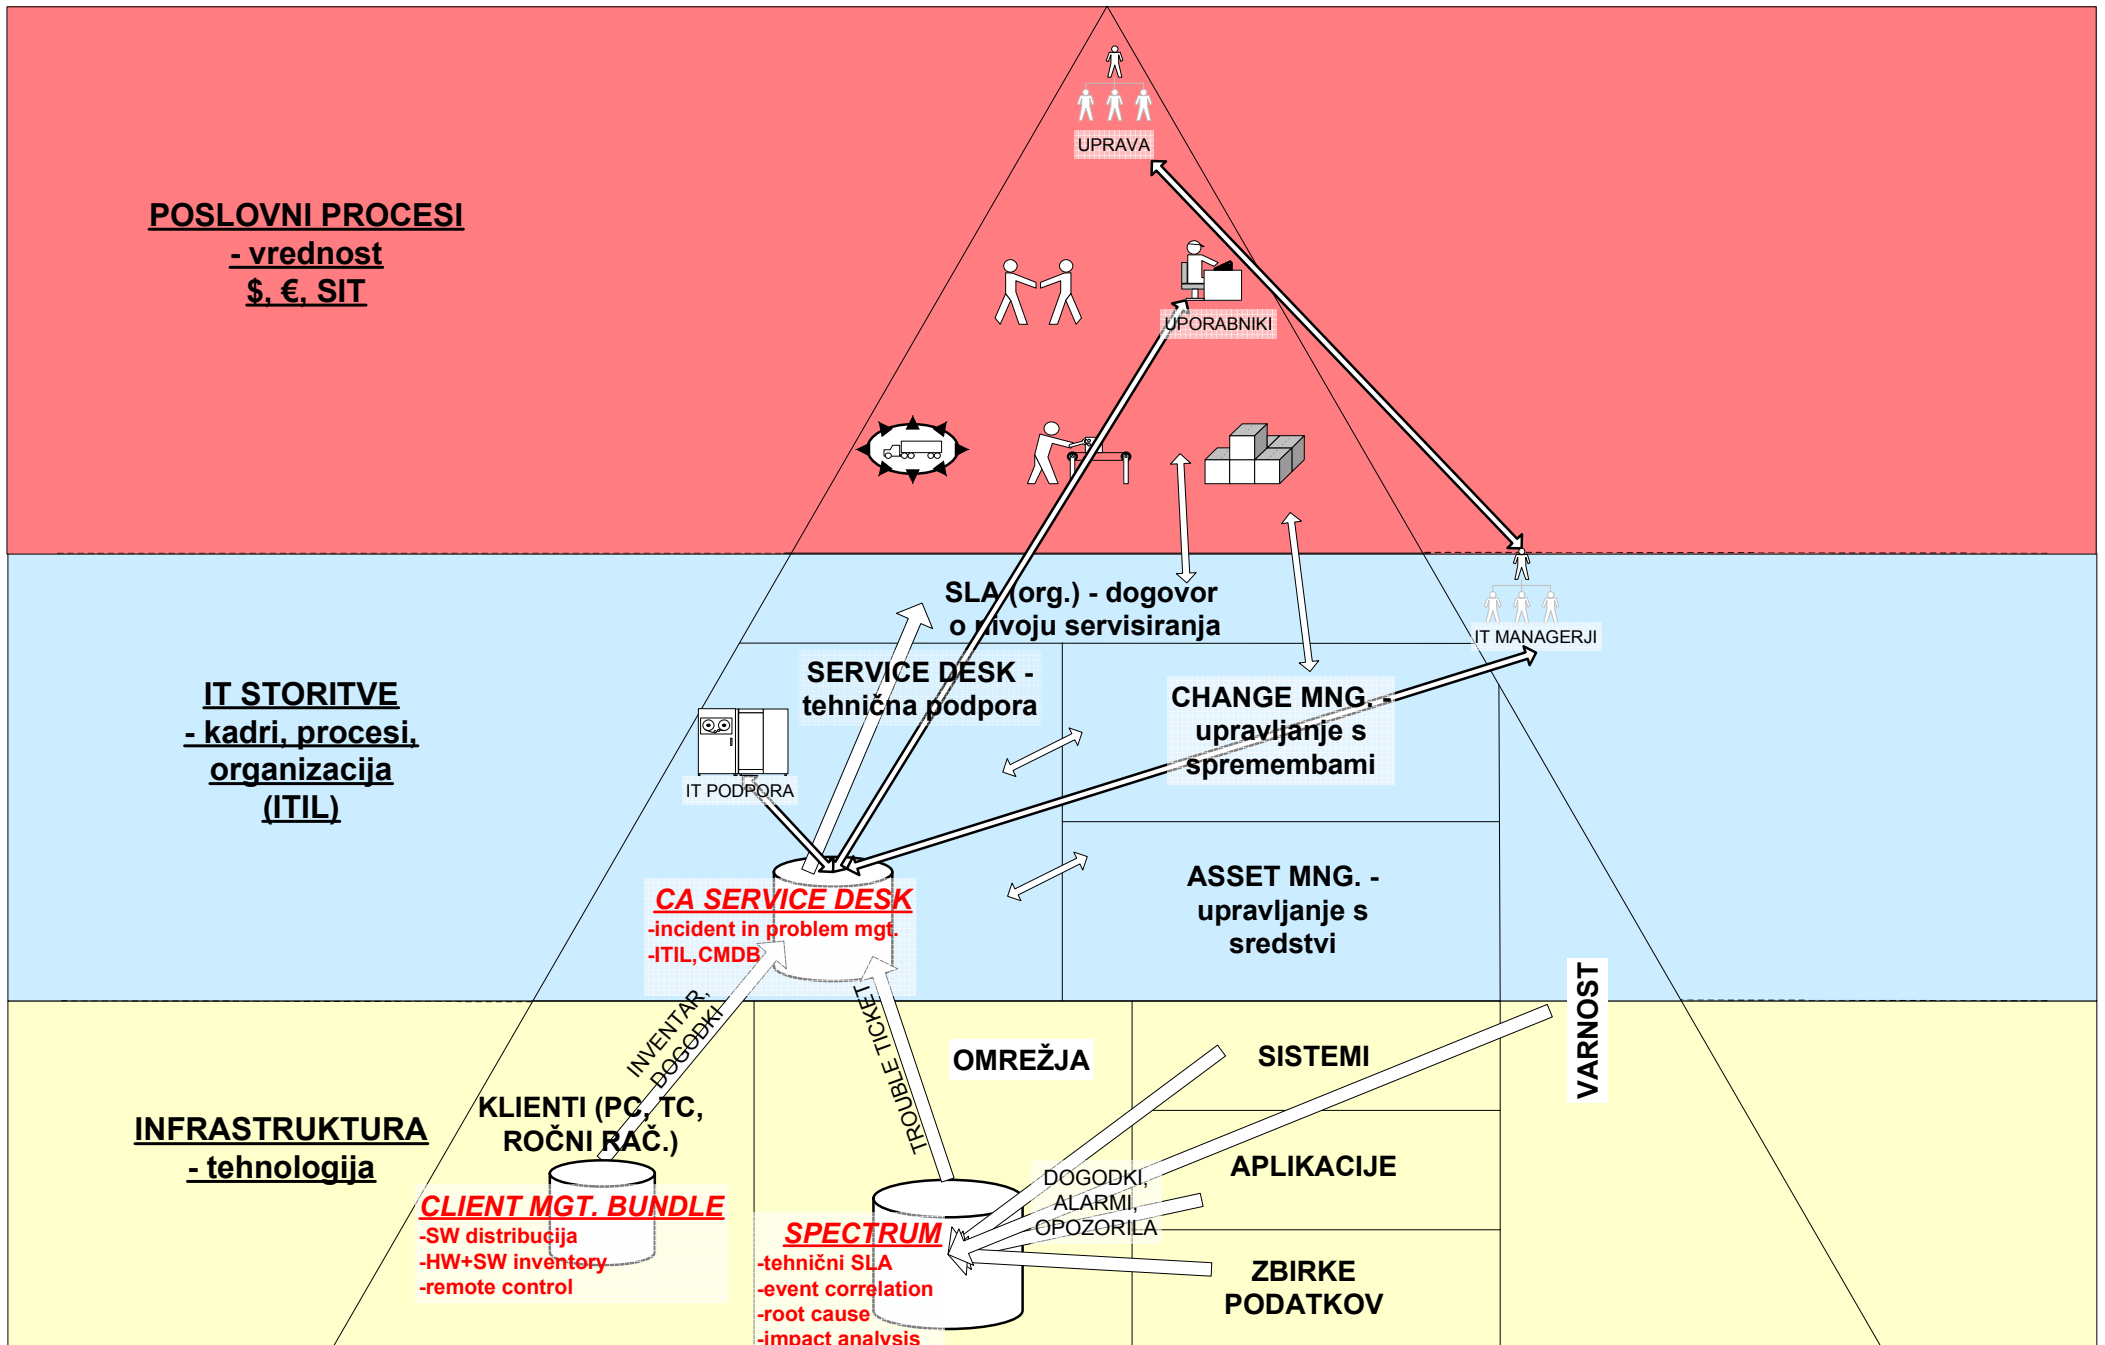 UPRAVA
POSLOVNI PROCESI
- vrednost
$, €, SIT
UPORABNIKI
SLA (org.) - dogovor
o nivoju servisiranja
IT MANAGERJI
SERVICE DESK -
tehnična podpora
CHANGE MNG. -
upravljanje s
spremembami
IT STORITVE
- kadri, procesi,
organizacija
(ITIL)
IT PODPORA
ASSET MNG. -
upravljanje s
sredstvi
CA SERVICE DESK
-incident in problem mgt.
-ITIL,CMDB
INVENTAR,
DOGODKI
TROUBLE TICKET
OMREŽJA
SISTEMI
VARNOST
KLIENTI (PC, TC,
ROČNI RAČ.)
INFRASTRUKTURA
- tehnologija
APLIKACIJE
DOGODKI,
ALARMI,
OPOZORILA
CLIENT MGT. BUNDLE
-SW distribucija
-HW+SW inventory
-remote control
SPECTRUM
-tehnični SLA
-event correlation
-root cause
-impact analysis
ZBIRKE
PODATKOV